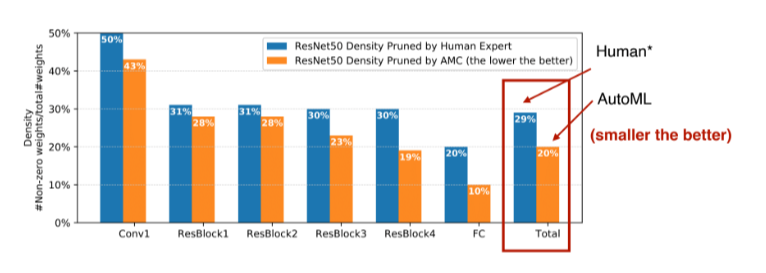 50%
40%
30%
20%
10%
0%
Density
#Non-zero weights/total#weights
ResNet50 Density Pruned by Human Expert
ResNet50 Density Pruned by AMC (the lower the better)
50%
43%
31%
28%
31%
28%
30%
23%
30%
19%
20%
10%
29%
20%
Conv1
ResBlock1
ResBlock2
ResBlock3
ResBlock4
FC
Total
Human*
AutoML
(smaller the better)